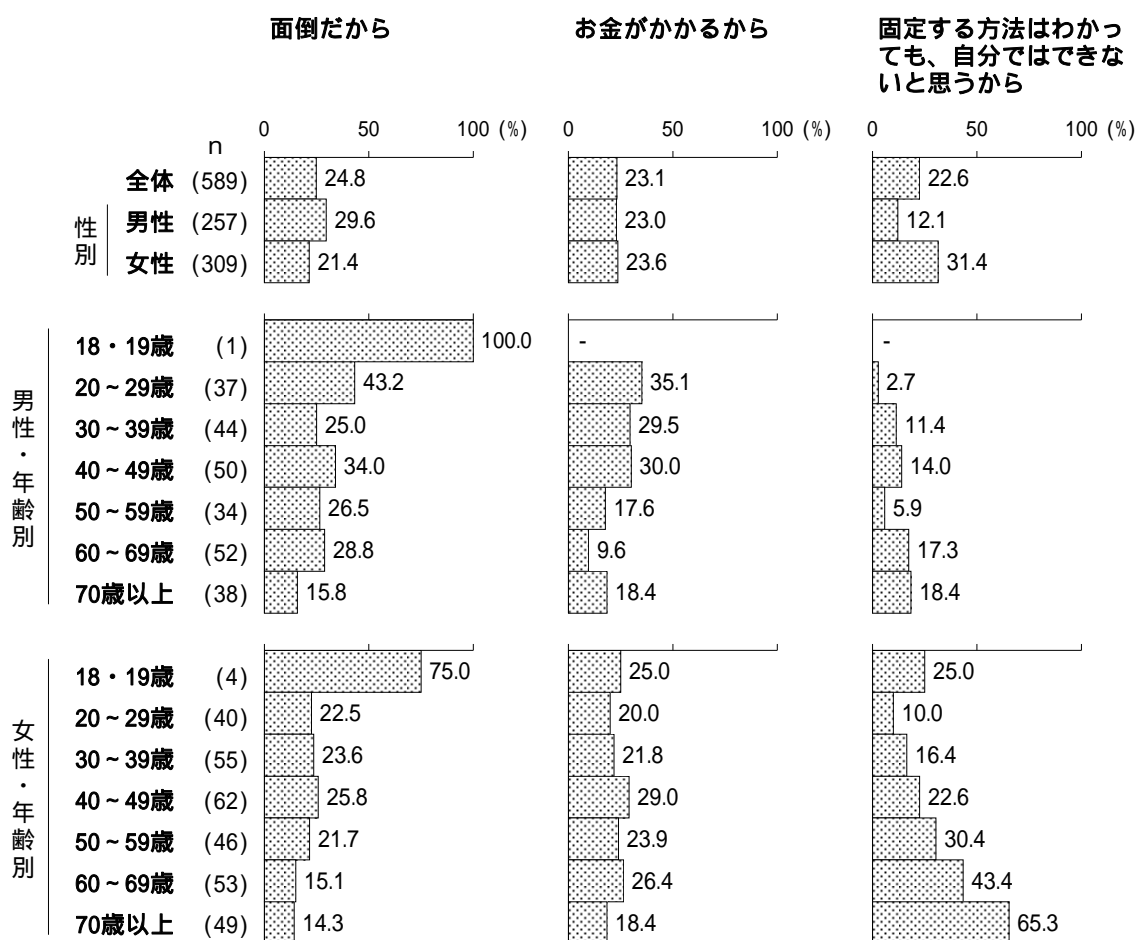 面倒だから お金がかかるから 固定する方法はわかっ
ても、自分ではできな
いと思うから
0 50 100 (%) 0 50 100 (%) 0 50 100 (%)
n
全体 (589) 24.8 23.1 22.6
性別
男性 (257) 29.6 23.0 12.1
女性 (309) 21.4 23.6 31.4
男性・年齢別
18・19歳 (1) 100.0 - -
20~29歳 (37) 43.2 35.1 2.7
30~39歳 (44) 25.0 29.5 11.4
40~49歳 (50) 34.0 30.0 14.0
50~59歳 (34) 26.5 17.6 5.9
60~69歳 (52) 28.8 9.6 17.3
70歳以上 (38) 15.8 18.4 18.4
女性・年齢別
18・19歳 (4) 75.0 25.0 25.0
20~29歳 (40) 22.5 20.0 10.0
30~39歳 (55) 23.6 21.8 16.4
40~49歳 (62) 25.8 29.0 22.6
50~59歳 (46) 21.7 23.9 30.4
60~69歳 (53) 15.1 26.4 43.4
70歳以上 (49) 14.3 18.4 65.3